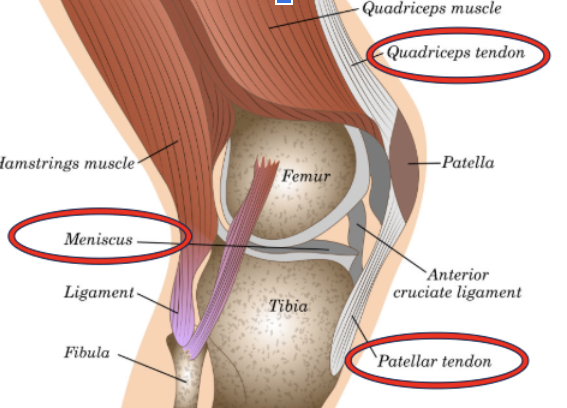 Quadriceps muscle
Quadriceps tendon
Hamstrings muscle
Femur
Patella
Meniscus
Anterior
cruciate ligament
Ligament
Tibia
Fibula
Patellar tendon